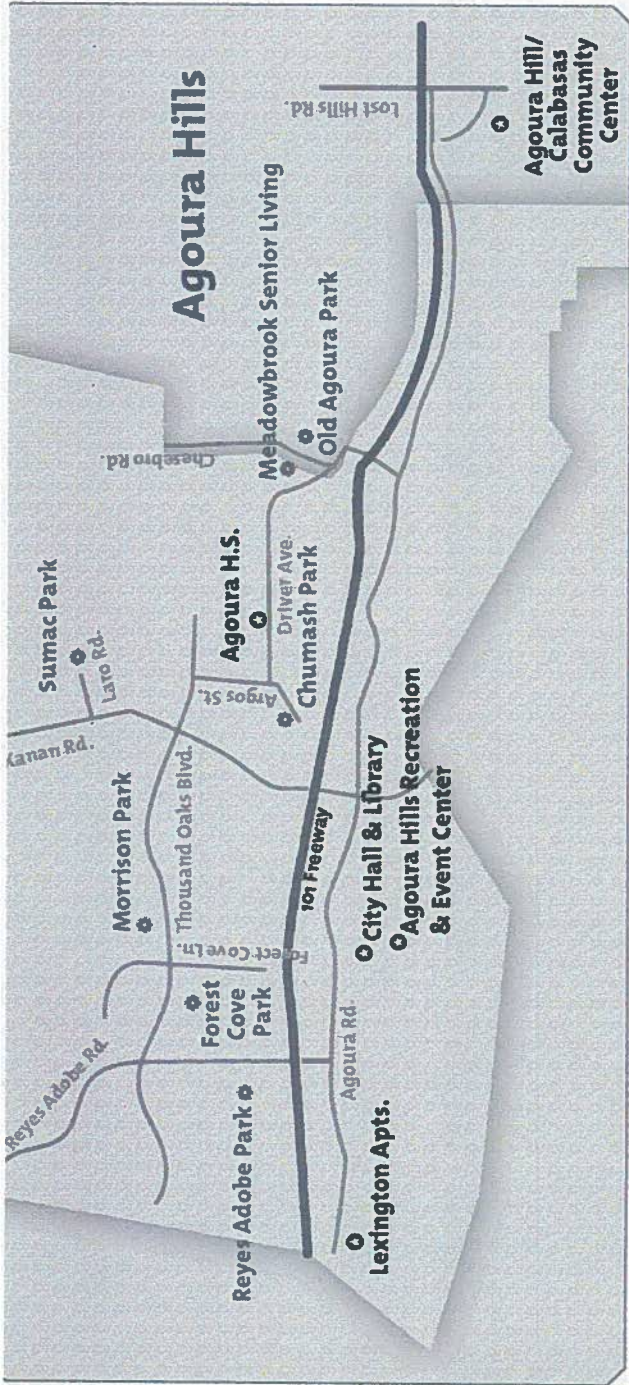 Agoura Hills
Reyes Adobe Rd.
Kanan Rd.
Sumac Park
Laro Rd.
Morrison Park
Thousand Oaks Blvd.
Forest Cove Ln.
Forest
Cove
Park
Reyes Adobe Park
Argos St.
Agoura H.S.
Driver Ave.
Chumash Park
Chesebro Rd.
Meadowbrook Senior Living
Old Agoura Park
Lost Hills Rd.
101 Freeway
Agoura Rd.
Lexington Apts.
City Hall & Library
Agoura Hills Recreation
& Event Center
Agoura Hill/
Calabasas
Community
Center